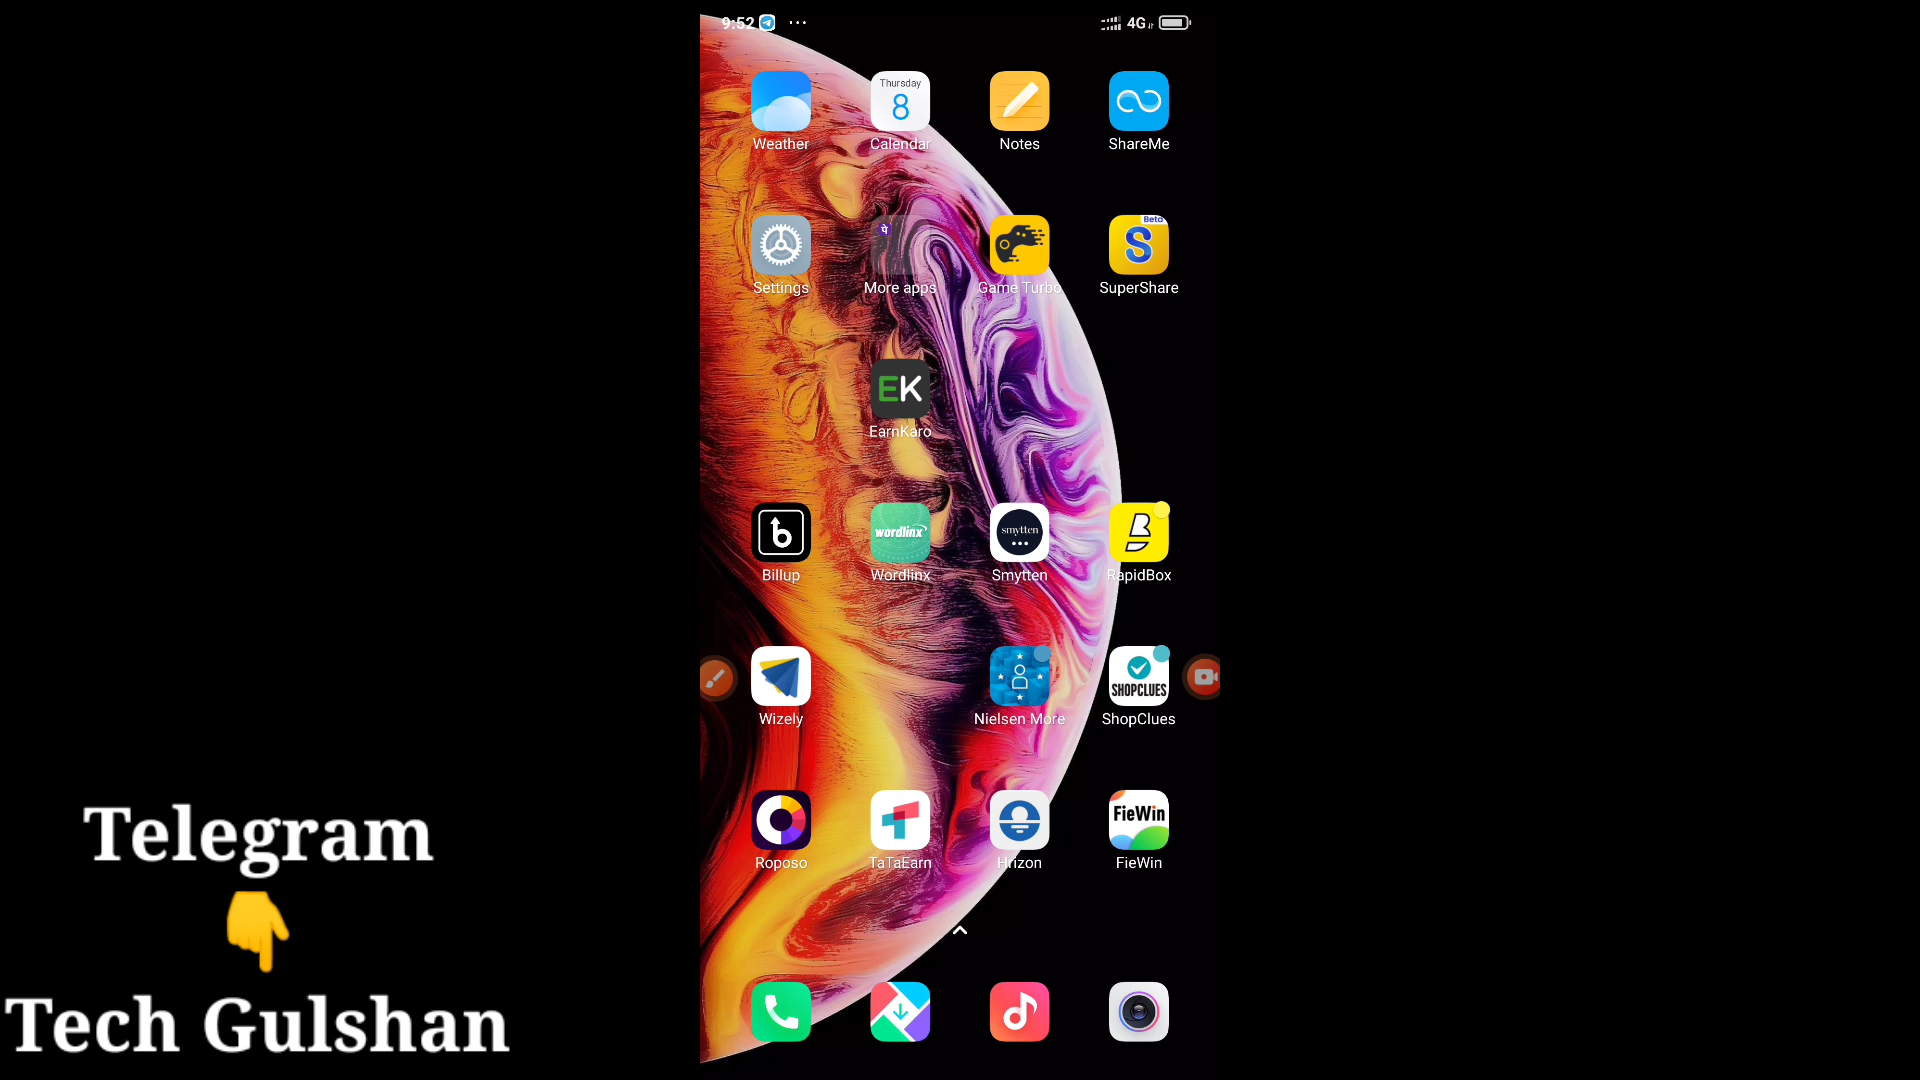 9:52
4G
Thursday
8
Weather
Calendar
Notes
ShareMe
पे
Beta
S
Settings
More apps
Game Turbo
SuperShare
EK
EarnKaro
b
wordlinx
smytten
B
Billup
Wordlinx
Smytten
RapidBox
SHOPCLUES
Wizely
Nielsen More
ShopClues
FieWin
Roposo
TaTaEarn
Hrizon
FieWin
Telegram
Tech Gulshan